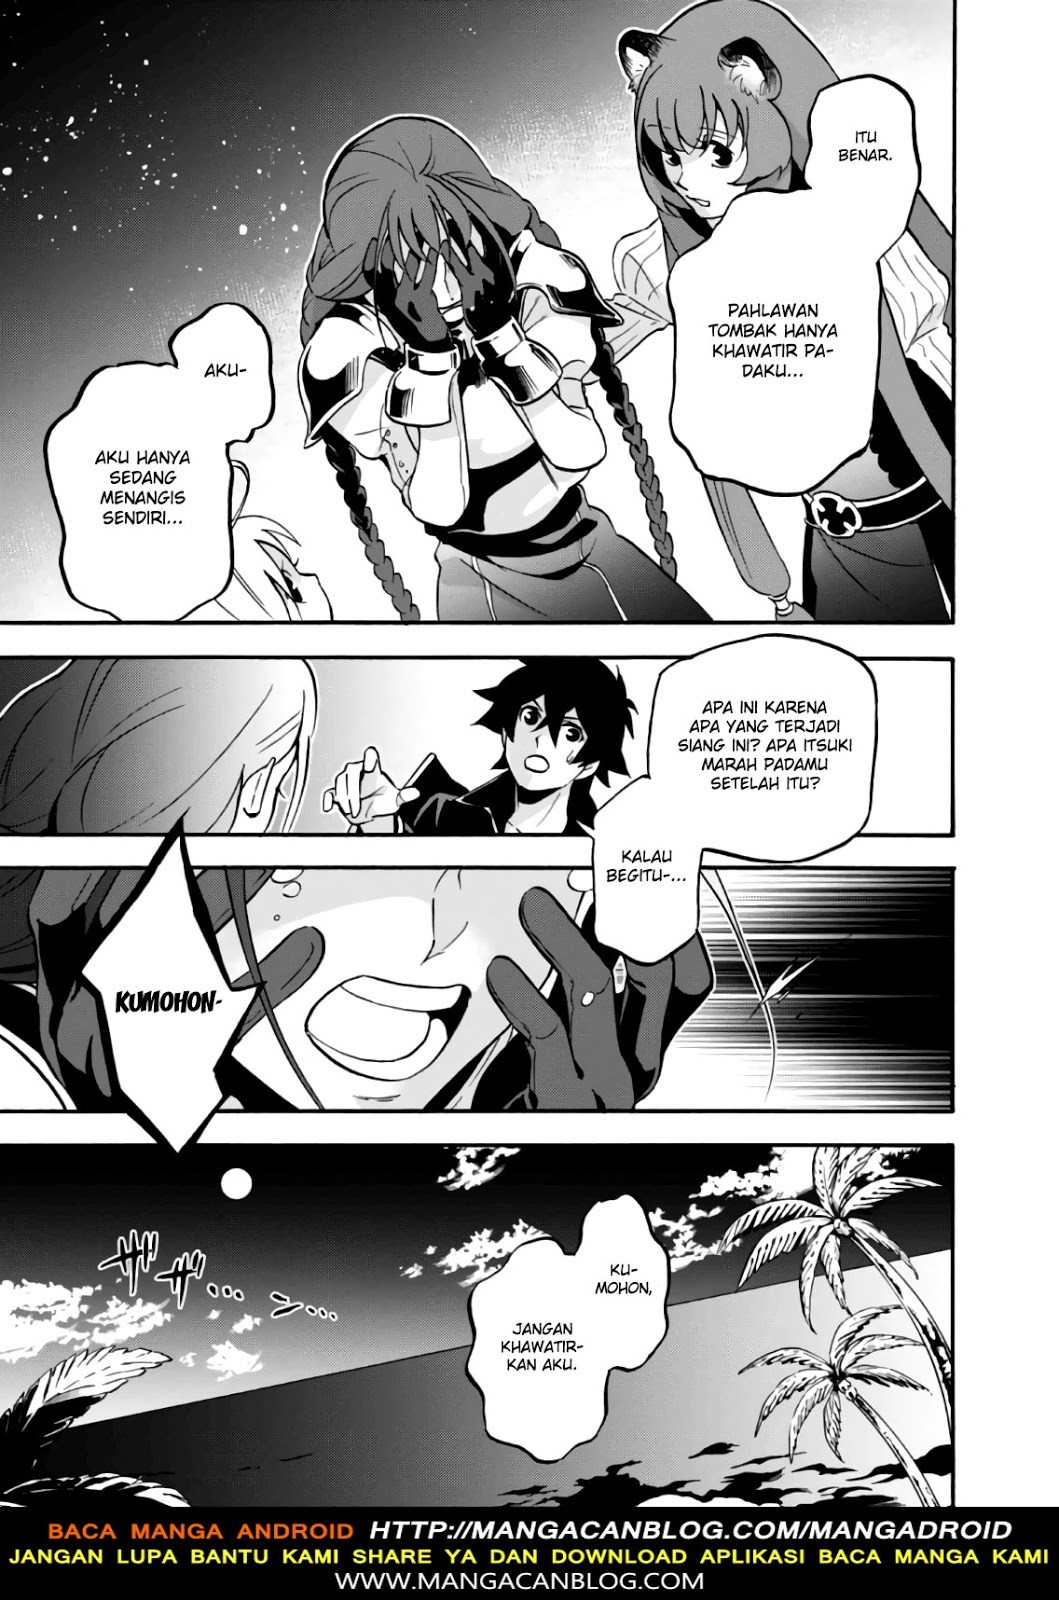 ITU
BENAR.
PAHLAWAN
TOMBAK HANYA
KHAWATIR PA-
DAKU...
AKU-
AKU HANYA
SEDANG
MENANGIS
SENDIRI...
APA INI KARENA
APA YANG TERJADI
SIANG INI? APA ITSUKI
MARAH PADAMU
SETELAH ITU?
KALAU
BEGITU-...
KUMOHON-
KU-
MOHON,
JANGAN
KHAWATIR-
KAN AKU.
ザザ...ン...
BACA MANGA ANDROID HTTP://MANGACANBLOG.COM/MANGADROID
JANGAN LUPA BANTU KAMI SHARE YA DAN DOWNLOAD APLIKASI BACA MANGA KAMI
WWW.MANGACANBLOG.COM